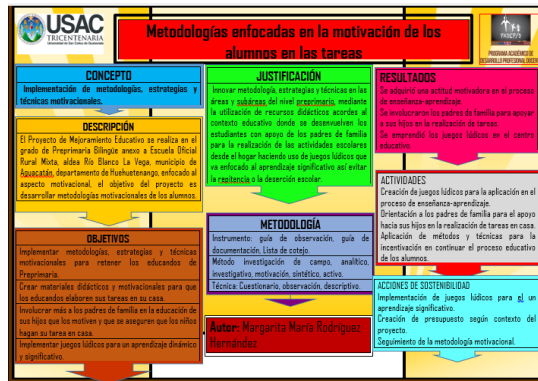 USAC
TRICENTENARIA
Universidad de San Carlos de Guatemala
Metodologías enfocadas en la motivación de los
alumnos en las tareas
PROGRAMA ACADÉMICO DE
DESARROLLO PROFESIONAL DOCENTE
CONCEPTO
Implementación de metodologías, estrategias y
técnicas motivacionales.
DESCRIPCIÓN
El Proyecto de Mejoramiento Educativo se realiza en el
grado de Preprimaria Bilingüe anexo a Escuela Oficial
Rural Mixta, aldea Río Blanco La Vega, municipio de
Aguacatán, departamento de Huehuetenango, enfocado al
aspecto motivacional, el objetivo del proyecto es
desarrollar metodologías motivacionales de los alumnos.
OBJETIVOS
Implementar metodologías, estrategias y técnicas
motivacionales para retener los educandos de
Preprimaria.
Crear materiales didácticos y motivacionales para que
los educandos elaboren sus tareas en su casa.
Involucrar más a los padres de familia en la educación de
sus hijos que los motiven y que se aseguren que los niños
hagan su tarea en casa.
Implementar juegos lúdicos para un aprendizaje dinámico
y significativo.
JUSTIFICACIÓN
Innovar metodología, estrategias y técnicas en las
áreas y subáreas del nivel preprimario, mediante
la utilización de recursos didácticos acordes al
contexto educativo donde se desenvuelven los
estudiantes con apoyo de los padres de familia
para la realización de las actividades escolares
desde el hogar haciendo uso de juegos lúdicos que
va enfocado al aprendizaje significativo así evitar
la repitencia o la deserción escolar.
METODOLOGÍA
Instrumento: guía de observación, guía de
documentación, Lista de cotejo.
Método investigación de campo, analítico,
investigativo, motivación, sintético, activo.
Técnica: Cuestionario, observación, descriptivo.
Autor: Margarita María Rodríguez
Hernández
RESULTADOS
Se adquirió una actitud motivadora en el proceso
de enseñanza-aprendizaje.
Se involucraron los padres de familia para apoyar
a sus hijos en la realización de tareas.
Se emprendió los juegos lúdicos en el centro
educativo.
ACTIVIDADES
Creación de juegos lúdicos para la aplicación en el
proceso de enseñanza-aprendizaje.
Orientación a los padres de familia para el apoyo
hacia sus hijos en la realización de tareas en casa.
Aplicación de métodos y técnicas para la
incentivación en continuar el proceso educativo
de los alumnos.
ACCIONES DE SOSTENIBILIDAD
Implementación de juegos lúdicos para el un
aprendizaje significativo.
Creación de presupuesto según contexto del
proyecto.
Seguimiento de la metodología motivacional.